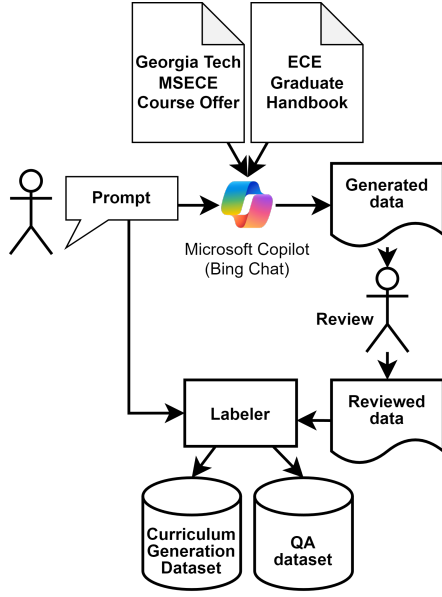 Georgia Tech
MSECE
Course Offer
ECE
Graduate
Handbook
Prompt
Generated
data
Microsoft Copilot
(Bing Chat)
Review
Labeler
Reviewed
data
Curriculum
Generation
Dataset
QA
dataset